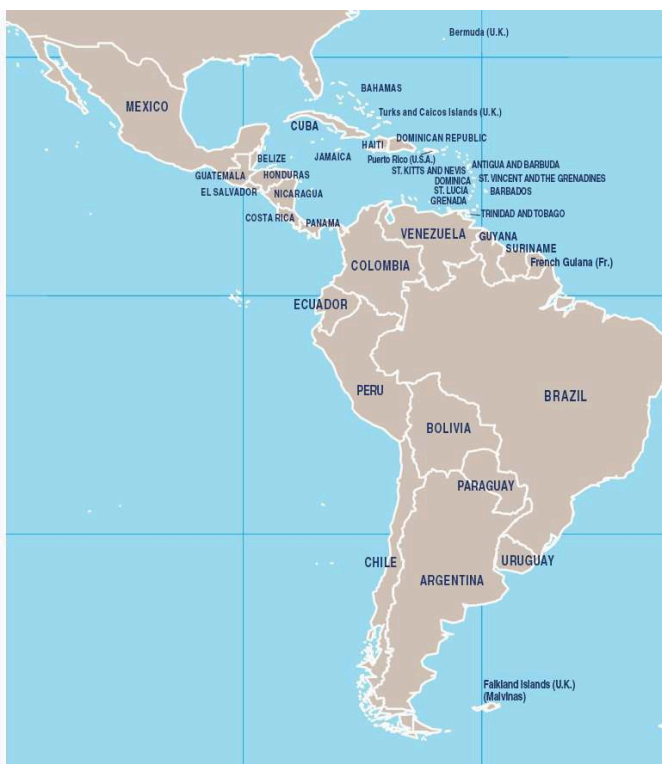 Bermuda (U.K.)
BAHAMAS
MEXICO
Turks and Caicos Islands (U.K.)
CUBA
DOMINICAN REPUBLIC
HAITI
BELIZE
JAMAICA
Puerto Rico (U.S.A.)
ANTIGUA AND BARBUDA
ST. KITTS AND NEVIS
GUATEMALA
HONDURAS
DOMINICA
ST. VINCENT AND THE GRENADINES
EL SALVADOR
NICARAGUA
ST. LUCIA
BARBADOS
GRENADA
COSTA RICA
PANAMA
TRINIDAD AND TOBAGO
VENEZUELA
GUYANA
SURINAME
COLOMBIA
French Guiana (Fr.)
ECUADOR
PERU
BRAZIL
BOLIVIA
PARAGUAY
CHILE
URUGUAY
ARGENTINA
Falkland Islands (U.K.)
(Malvinas)